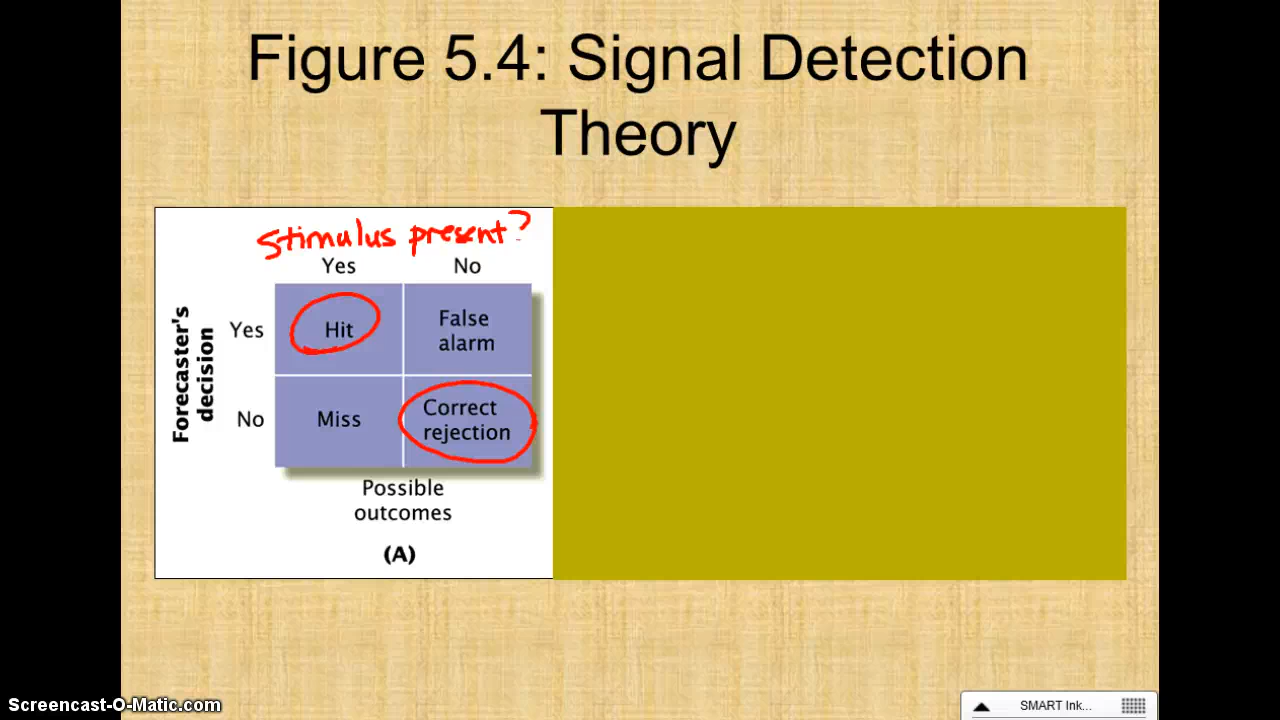 Figure 5.4: Signal Detection
Theory
Stimulus present?
Yes No
Forecaster's
decision
Yes Hit False
alarm
No Miss Correct
rejection
Possible
outcomes
(A)
Screencast-O-Matic.com
SMART Ink...